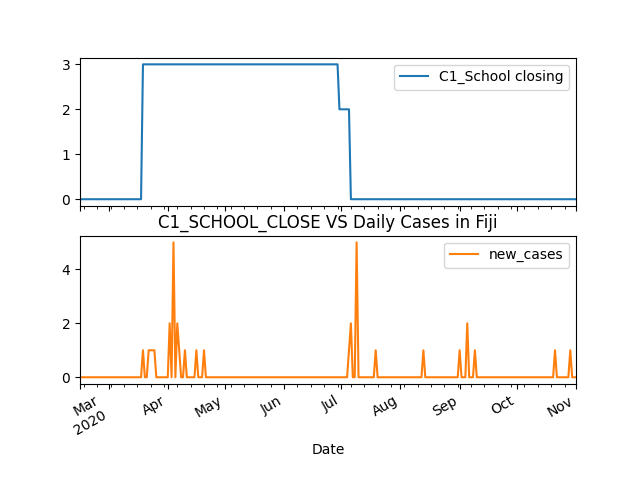 3
2
1
0
C1_School closing
C1_SCHOOL_CLOSE VS Daily Cases in Fiji
4
2
0
new_cases
Mar
2020
Apr
May
Jun
Jul
Aug
Sep
Oct
Nov
Date